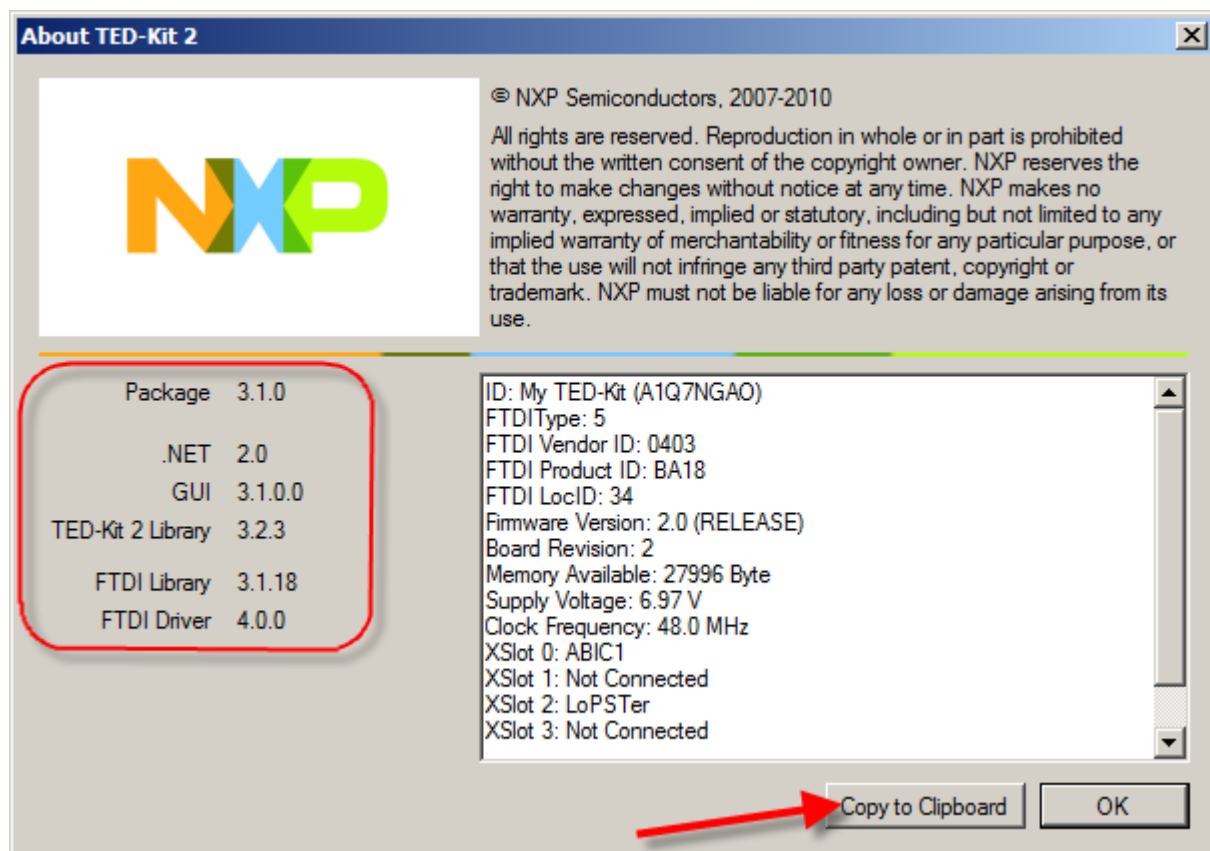 About TED-Kit 2
NXP
© NXP Semiconductors, 2007-2010
All rights are reserved. Reproduction in whole or in part is prohibited
without the written consent of the copyright owner. NXP reserves the
right to make changes without notice at any time. NXP makes no
warranty, expressed, implied or statutory, including but not limited to any
implied warranty of merchantability or fitness for any particular purpose, or
that the use will not infringe any third party patent, copyright or
trademark. NXP must not be liable for any loss or damage arising from its
use.
Package 3.1.0
.NET 2.0
GUI 3.1.0.0
TED-Kit 2 Library 3.2.3
FTDI Library 3.1.18
FTDI Driver 4.0.0
ID: My TED-Kit (A1Q7NGAO)
FTDIType: 5
FTDI Vendor ID: 0403
FTDI Product ID: BA18
FTDI LocID: 34
Firmware Version: 2.0 (RELEASE)
Board Revision: 2
Memory Available: 27996 Byte
Supply Voltage: 6.97 V
Clock Frequency: 48.0 MHz
XSlot 0: ABIC1
XSlot 1: Not Connected
XSlot 2: LoPSTer
XSlot 3: Not Connected
Copy to Clipboard
OK